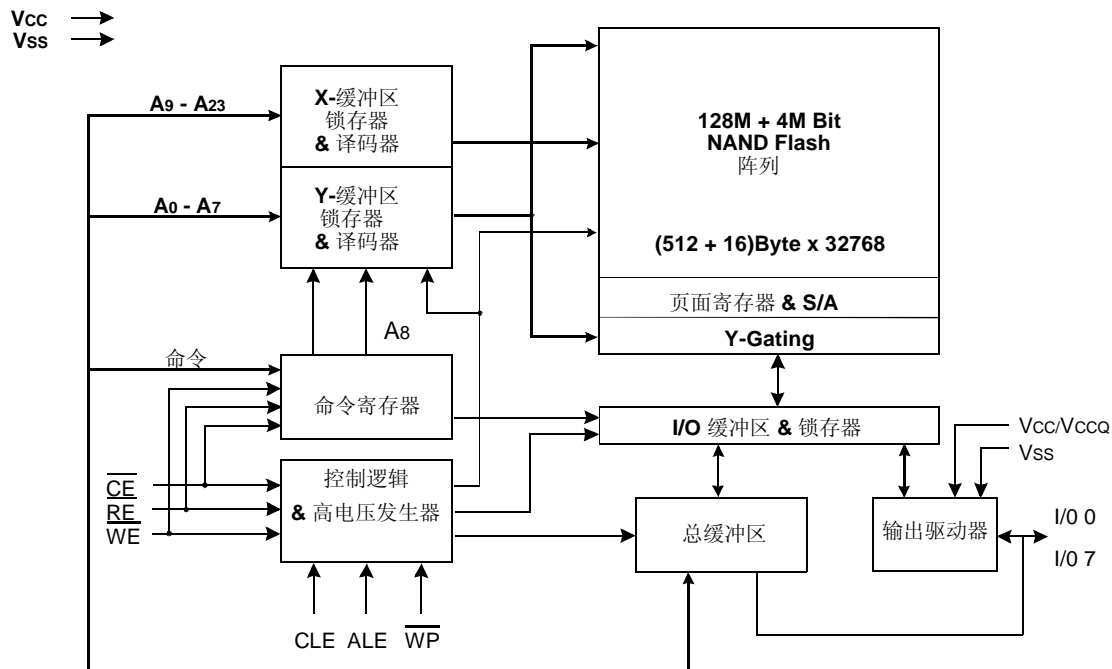 VCC
VSS
A9 - A23
X-缓冲区
锁存器
& 译码器
A0 - A7
Y-缓冲区
锁存器
& 译码器
128M + 4M Bit
NAND Flash
阵列
(512 + 16)Byte x 32768
页面寄存器 & S/A
Y-Gating
A8
命令
命令寄存器
I/O 缓冲区 & 锁存器
VCC/VCCQ
VSS
CE
RE
WE
控制逻辑
& 高电压发生器
总缓冲区
输出驱动器
I/0 0
I/0 7
CLE
ALE
WP